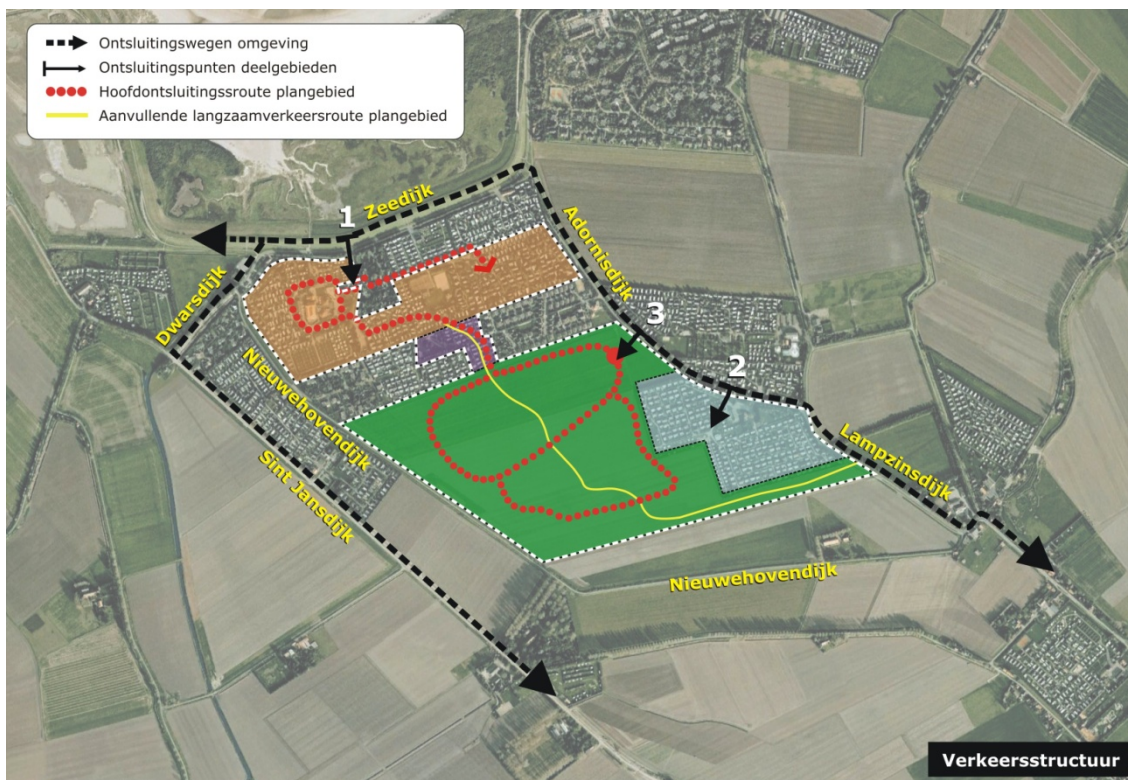 Ontsluitingswegen omgeving
Ontsluitingspunten deelgebieden
Hoofdontsluitingssroute plangebied
Aanvullende langzaamverkeersroute plangebied
Zeedijk
1
Adornisdijk
Dwarsdijk
3
2
Nieuwehovendijk
Lampzinsdijk
Sint Jansdijk
Nieuwehovendijk
Verkeersstructuur